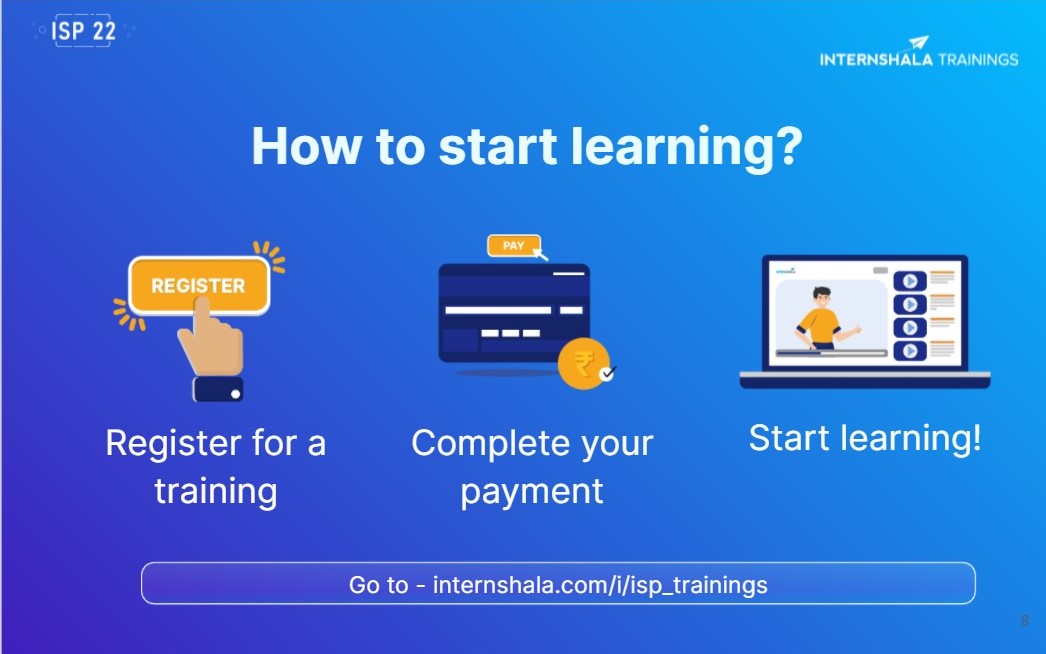 ISP 22
INTERNSHALA TRAININGS
How to start learning?
REGISTER
PAY
₹
Register for a
training
Complete your
payment
Start learning!
Go to - internshala.com/i/isp_trainings
8